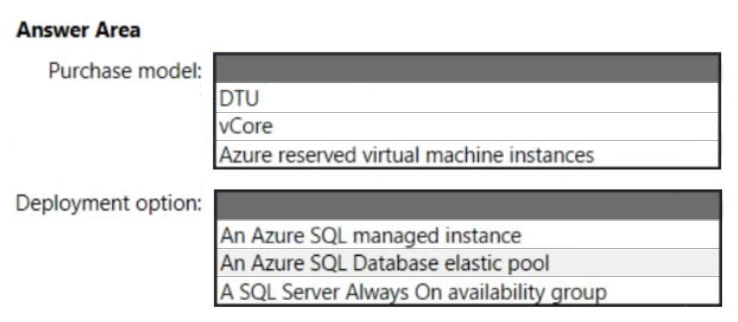 Answer Area
Purchase model:
DTU
vCore
Azure reserved virtual machine instances
Deployment option:
An Azure SQL managed instance
An Azure SQL Database elastic pool
A SQL Server Always On availability group